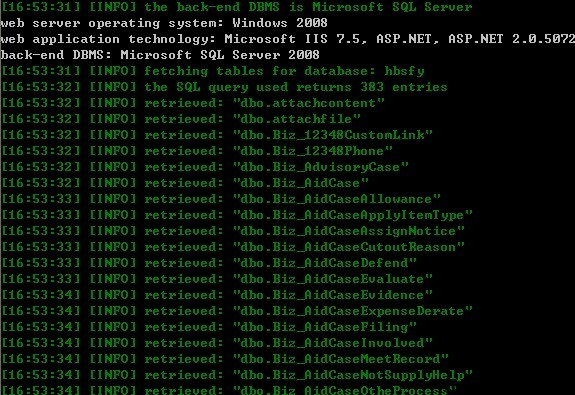 [16:53:31] [INFO] the back-end DBMS is Microsoft SQL Server
web server operating system: Windows 2008
web application technology: Microsoft IIS 7.5, ASP.NET, ASP.NET 2.0.5072
back-end DBMS: Microsoft SQL Server 2008
[16:53:31] [INFO] fetching tables for database: hbsfy
[16:53:32] [INFO] the SQL query used returns 383 entries
[16:53:32] [INFO] retrieved: "dbo.attachcontent"
[16:53:32] [INFO] retrieved: "dbo.attachfile"
[16:53:32] [INFO] retrieved: "dbo.Biz_12348CustomLink"
[16:53:32] [INFO] retrieved: "dbo.Biz_12348Phone"
[16:53:32] [INFO] retrieved: "dbo.Biz_AdvisoryCase"
[16:53:32] [INFO] retrieved: "dbo.Biz_AidCase"
[16:53:33] [INFO] retrieved: "dbo.Biz_AidCaseAllowance"
[16:53:33] [INFO] retrieved: "dbo.Biz_AidCaseApplyItemType"
[16:53:33] [INFO] retrieved: "dbo.Biz_AidCaseAssignNotice"
[16:53:33] [INFO] retrieved: "dbo.Biz_AidCaseCutoutReason"
[16:53:33] [INFO] retrieved: "dbo.Biz_AidCaseDefend"
[16:53:33] [INFO] retrieved: "dbo.Biz_AidCaseEvaluate"
[16:53:34] [INFO] retrieved: "dbo.Biz_AidCaseEvidence"
[16:53:34] [INFO] retrieved: "dbo.Biz_AidCaseExpenseDerate"
[16:53:34] [INFO] retrieved: "dbo.Biz_AidCaseFiling"
[16:53:34] [INFO] retrieved: "dbo.Biz_AidCaseInvolved"
[16:53:34] [INFO] retrieved: "dbo.Biz_AidCaseMeetRecord"
[16:53:34] [INFO] retrieved: "dbo.Biz_AidCaseNotSupplyHelp"
[16:53:34] [INFO] retrieved: "dbo.Biz_AidCaseOtheProcess"